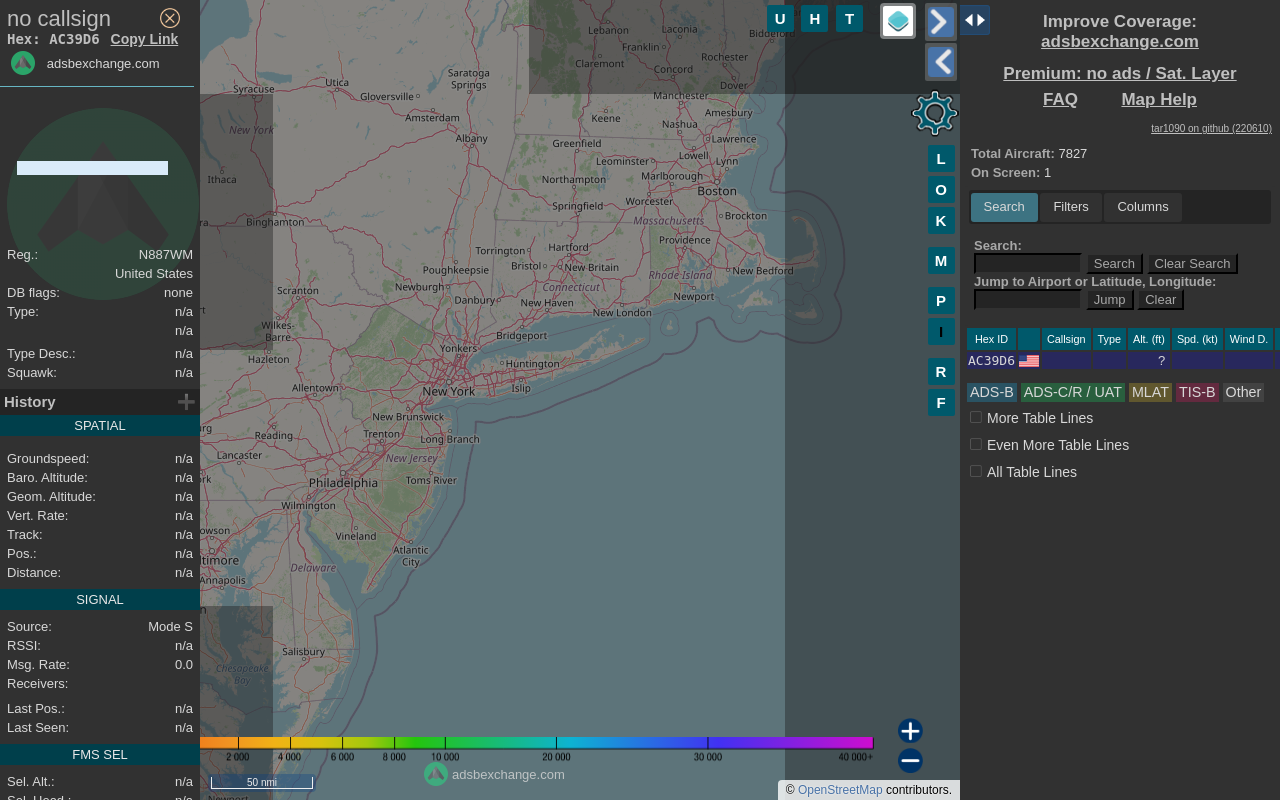 no callsign
Hex: AC39D6 Copy Link
adsbexchange.com
Reg.: N887WM
United States
DB flags: none
Type: n/a
n/a
Type Desc.: n/a
Squawk: n/a
History
SPATIAL
Groundspeed: n/a
Baro. Altitude: n/a
Geom. Altitude: n/a
Vert. Rate: n/a
Track: n/a
Pos.: n/a
Distance: n/a
SIGNAL
Source: Mode S
RSSI: n/a
Msg. Rate: 0.0
Receivers:
Last Pos.: n/a
Last Seen: n/a
FMS SEL
Sel. Alt.: n/a
U H T
L
O
K
M
P
I
R
F
Lebanon
Laconia
Franklin
Biddeford
Claremont
Rochester
Concord
Dover
Saratoga
Springs
Utica
Syracuse
Gloversville
Manchester
Amsterdam
Keene
Amesbury
Nashua
New York
Albany
Greenfield
Lawrence
Leominster
Lowell
Lynn
Ithaca
Northampton
Marlborough
Boston
Springfield
Worcester
Binghamton
Massachusetts
Brockton
Providence
Torrington
Hartford
Poughkeepsie
Bristol
New Britain
Rhode Island
New Bedford
Scranton
Newburgh
Connecticut
Danbury
New Haven
New London
Newport
Wilkes-
Barre
Bridgeport
Hazleton
Yonkers
Huntington
Allentown
New York
Islip
New Brunswick
Reading
Trenton
Long Branch
Lancaster
New Jersey
Philadelphia
Toms River
Wilmington
Vineland
Atlantic
City
Delaware
Annapolis
Salisbury
Chesapeake
Bay
2 000 4 000 6 000 8 000 10 000 20 000 30 000 40 000+
adsbexchange.com
50 nmi
© OpenStreetMap contributors.
Improve Coverage:
adsbexchange.com
Premium: no ads / Sat. Layer
FAQ Map Help
tar1090 on github (220610)
Total Aircraft: 7827
On Screen: 1
Search Filters Columns
Search:
Search Clear Search
Jump to Airport or Latitude, Longitude:
Jump Clear
Hex ID Callsign Type Alt. (ft) Spd. (kt) Wind D.
AC39D6 ?
ADS-B ADS-C/R / UAT MLAT TIS-B Other
More Table Lines
Even More Table Lines
All Table Lines